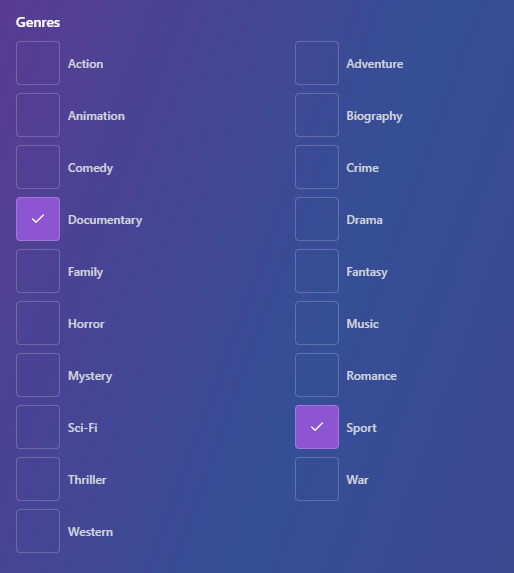 Genres
Action
Adventure
Animation
Biography
Comedy
Crime
Documentary
Drama
Family
Fantasy
Horror
Music
Mystery
Romance
Sci-Fi
Sport
Thriller
War
Western